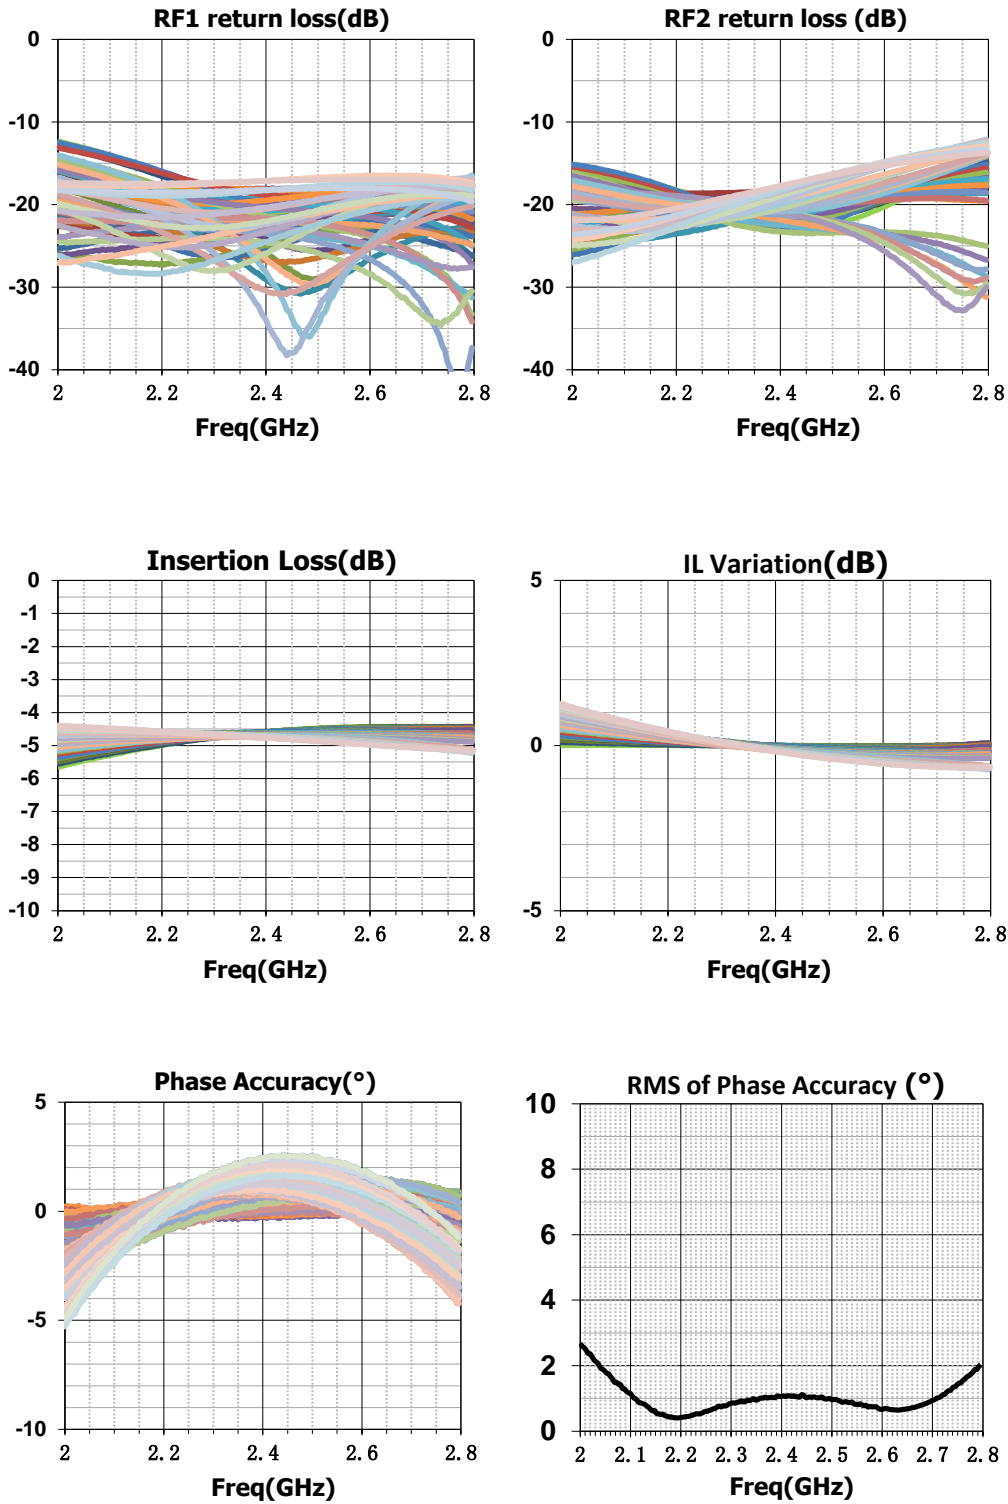 RF1 return loss(dB)
0
-10
-20
-30
-40
2 2.2 2.4 2.6 2.8
Freq(GHz)
RF2 return loss (dB)
0
-10
-20
-30
-40
2 2.2 2.4 2.6 2.8
Freq(GHz)
Insertion Loss(dB)
0
-1
-2
-3
-4
-5
-6
-7
-8
-9
-10
2 2.2 2.4 2.6 2.8
Freq(GHz)
IL Variation(dB)
5
0
-5
2 2.2 2.4 2.6 2.8
Freq(GHz)
Phase Accuracy(°)
5
0
-5
-10
2 2.2 2.4 2.6 2.8
Freq(GHz)
RMS of Phase Accuracy (°)
10
8
6
4
2
0
2 2.1 2.2 2.3 2.4 2.5 2.6 2.7 2.8
Freq(GHz)